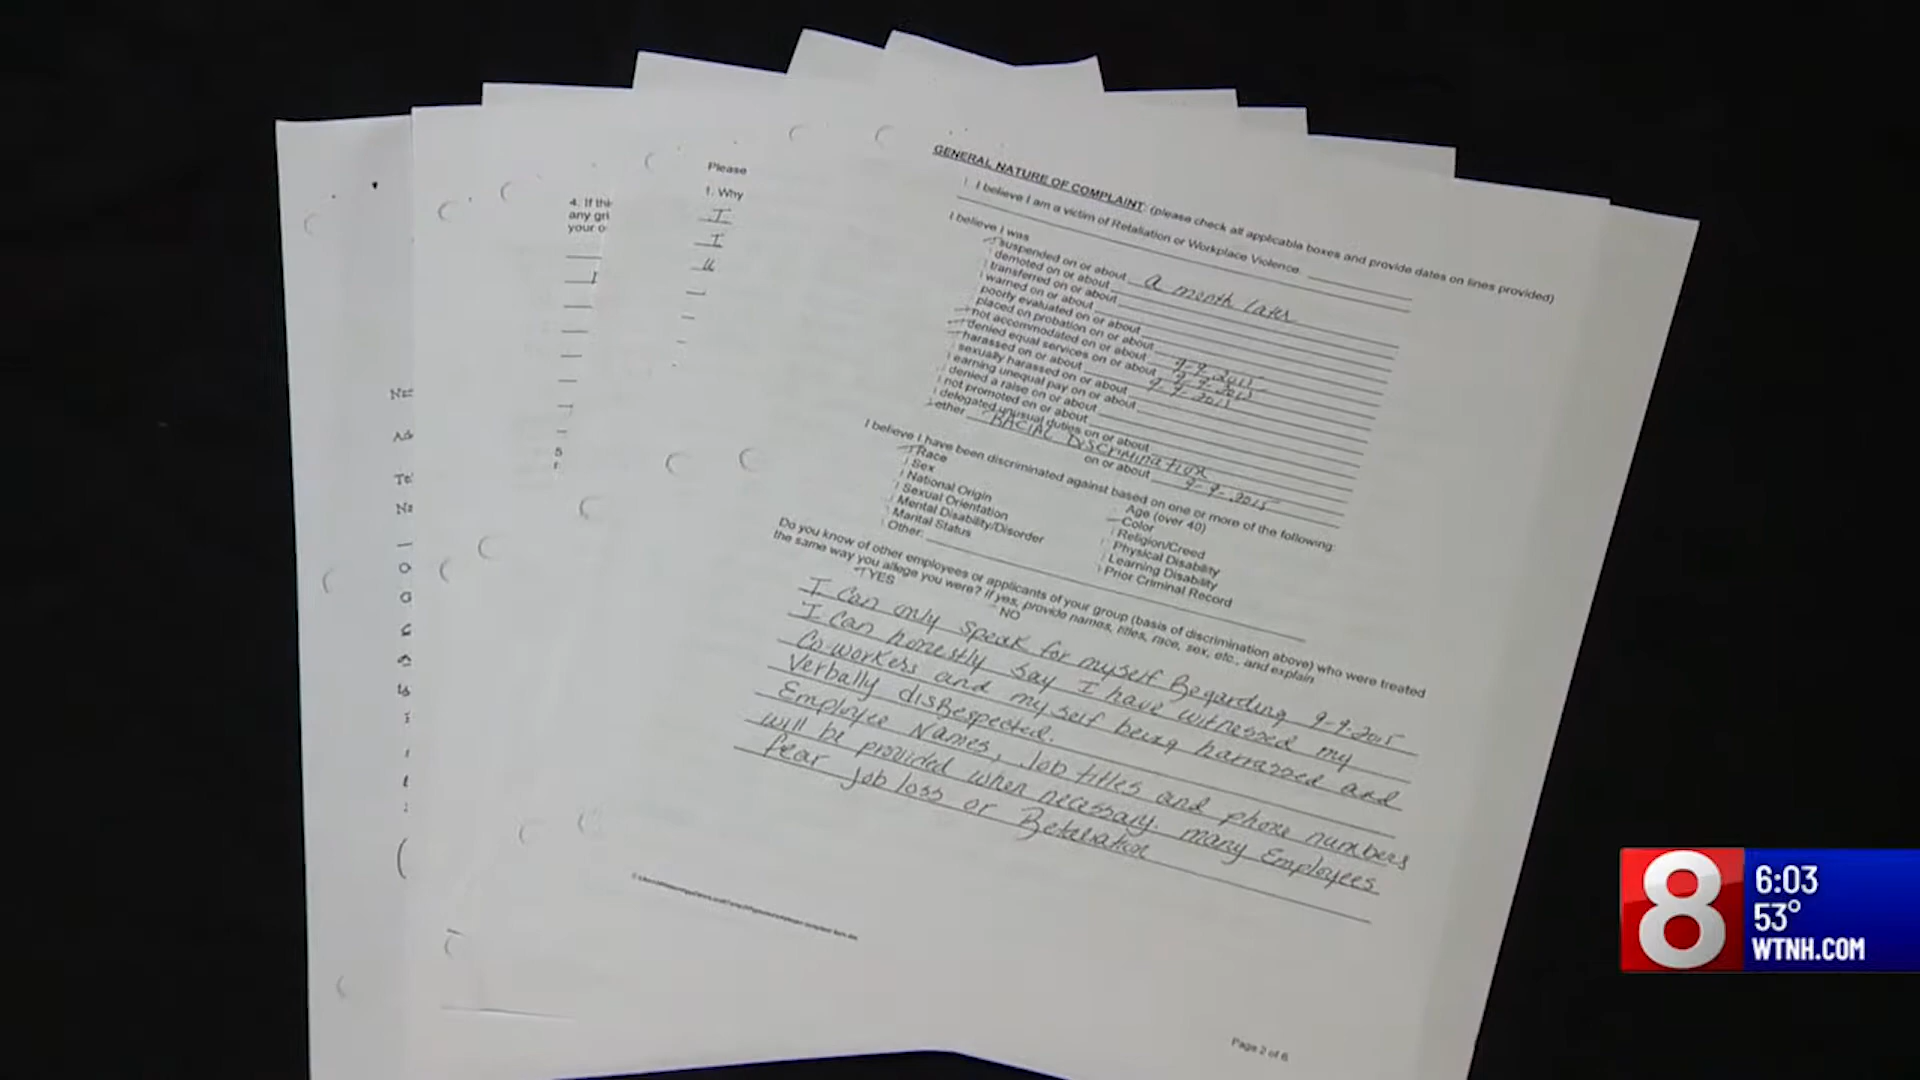 GENERAL NATURE OF COMPLAINT: (please check all applicable boxes and provide dates on lines provided)
I believe I am a victim of Retaliation or Workplace Violence.
I believe I was
suspended on or about a month later
demoted on or about
transferred on or about
warned on or about
poorly evaluated on or about
placed on probation on or about
not accommodated on or about 9-9-2015
denied equal services on or about 9-9-2015
harassed on or about 9-9-2015
sexually harassed on or about
earning unequal pay on or about
denied a raise on or about
not promoted on or about
delegated unusual duties on or about
other RACIAL DiscRimination
on or about 9-9-2015
I believe I have been discriminated against based on one or more of the following:
Race
Sex
National Origin
Sexual Orientation
Mental Disability/Disorder
Marital Status
Other:
Age (over 40)
Color
Religion/Creed
Physical Disability
Learning Disability
Prior Criminal Record
Do you know of other employees or applicants of your group (basis of discrimination above) who were treated
the same way you allege you were? If yes, provide names, titles, race, sex, etc., and explain
YES
NO
I can only speak for myself Regarding 9-9-2015
I can honestly say I have witnessed my
Co-workers and myself being harrassed and
Verbally disRespected.
Employee Names, Job titles and phone numbers
will be provided when necessary. many Employees
fear job loss or Retaliation
Page 2 of 6
Please
1. Why
I
I
4. If
any
your
8
6:03
53°
WTNH.COM